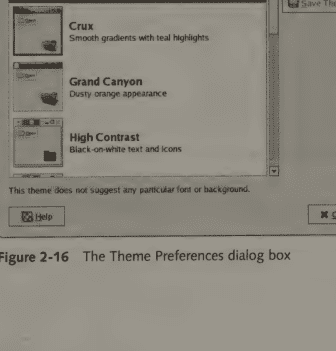 Save The
Crux
Smooth gradients with teal highlights
Grand Canyon
Dusty orange appearance
High Contrast
Black-on-white text and icons
This theme does not suggest any particular font or background.
Help
Figure 2-16 The Theme Preferences dialog box